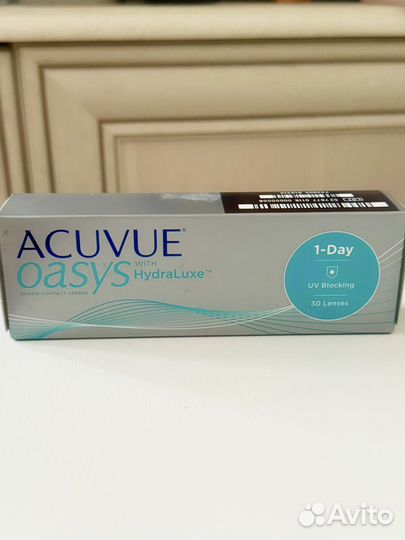 ACUVUE®
oasys WITH HydraLuxe™
BRAND CONTACT LENSES
1-Day
UV Blocking
30 Lenses
Avito